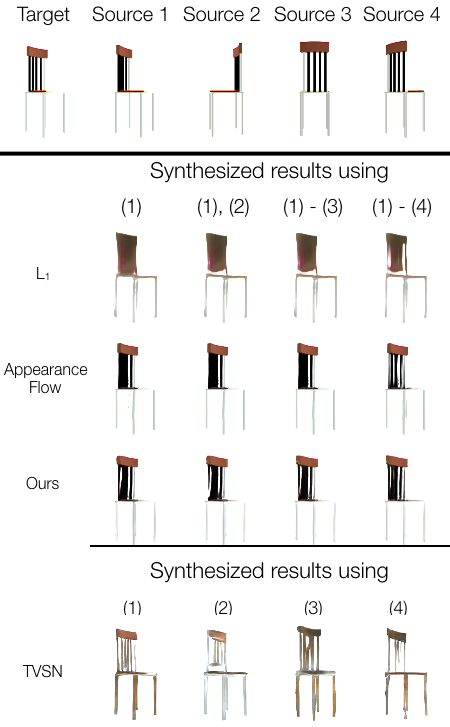 Target Source 1 Source 2 Source 3 Source 4
Synthesized results using
(1) (1), (2) (1) - (3) (1) - (4)
L₁
Appearance
Flow
Ours
Synthesized results using
(1) (2) (3) (4)
TVSN